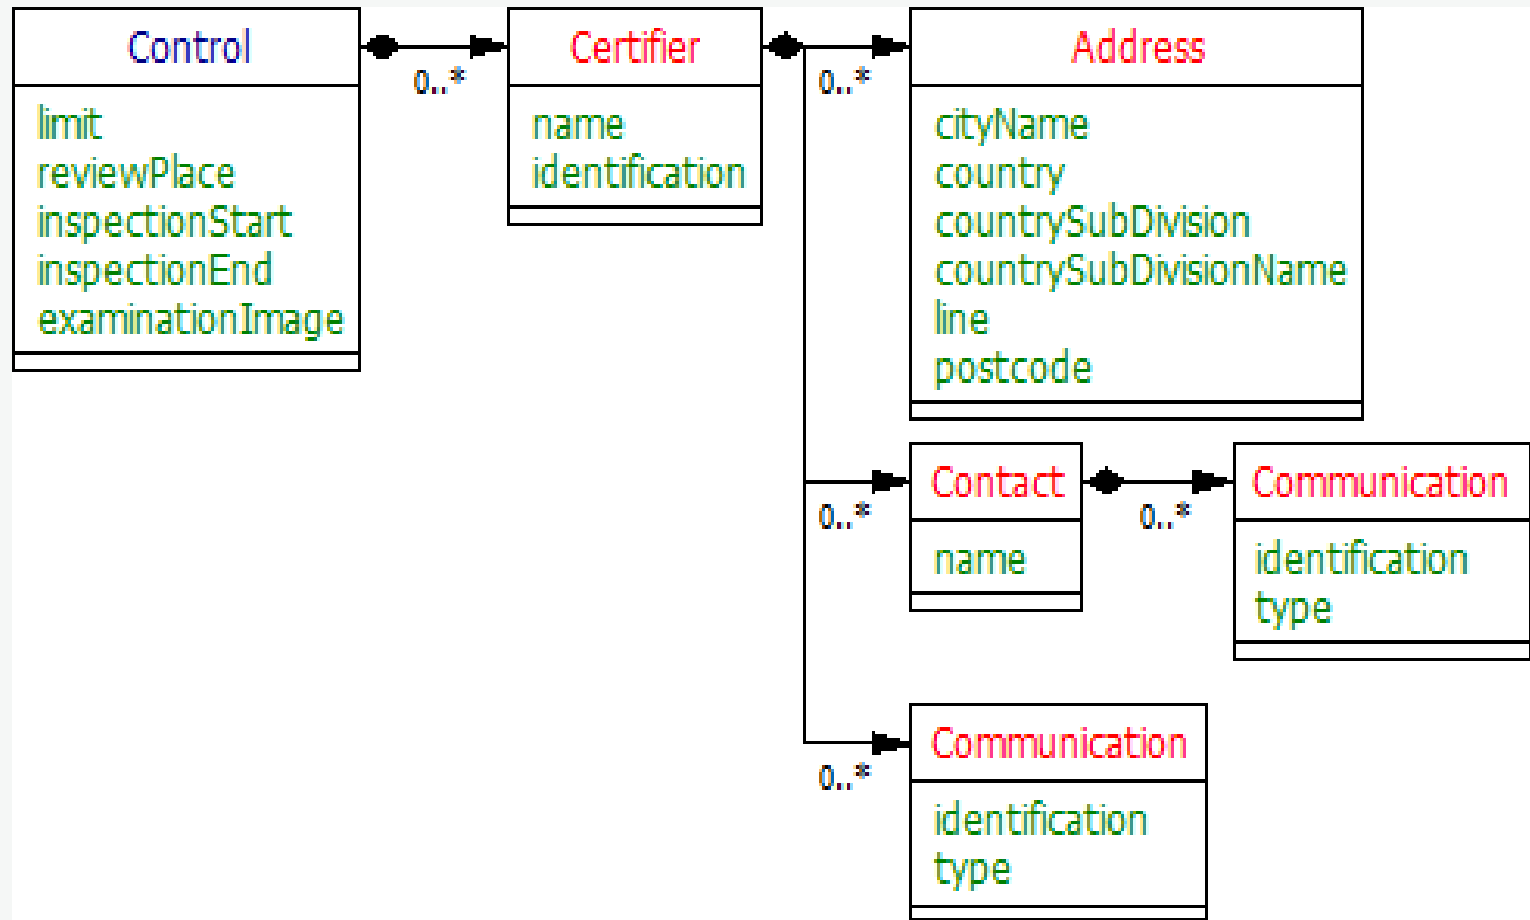 Control
0..*
limit
reviewPlace
inspectionStart
inspectionEnd
examinationImage
Certifier
0..*
name
identification
Address
cityName
country
countrySubDivision
countrySubDivisionName
line
postcode
0..*
Contact
name
0..*
Communication
identification
type
0..*
Communication
identification
type